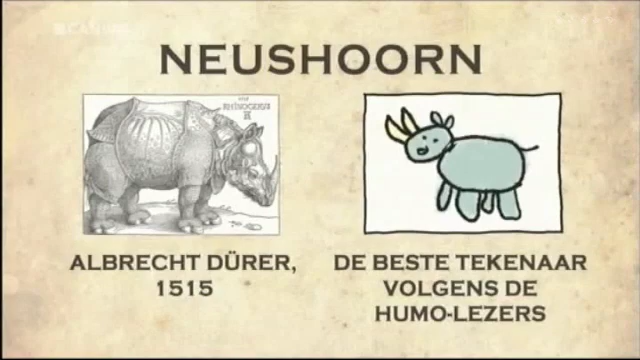 NEUSHOORN
RHINOCERVS
ALBRECHT DÜRER,
1515
DE BESTE TEKENAAR
VOLGENS DE
HUMO-LEZERS